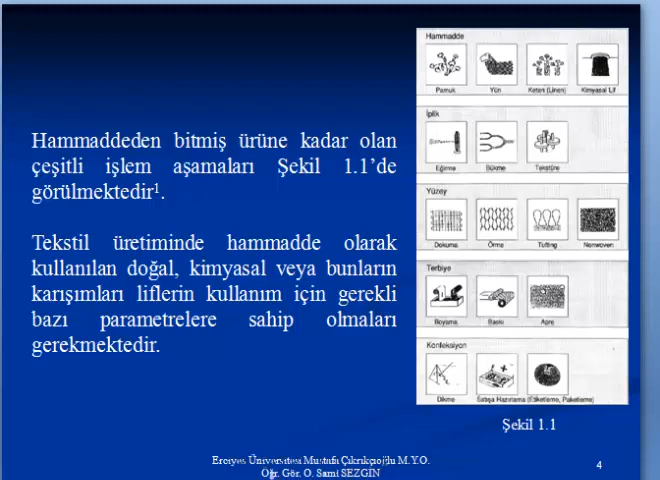 Hammaddeden bitmiş ürüne kadar olan
çeşitli işlem aşamaları Şekil 1.1’de
görülmektedir¹.
Tekstil üretiminde hammadde olarak
kullanılan doğal, kimyasal veya bunların
karışımları liflerin kullanım için gerekli
bazı parametrelere sahip olmaları
gerekmektedir.
Hammadde
Pamuk Yün Keten (Linen) Kimyasal Lif
İplik
Eğirme Bükme Tekstüre
Yüzey
Dokuma Örme Tufting Nonwoven
Terbiye
Boyama Baskı Apre
Konfeksiyon
Dikme Satışa Hazırlama (Etiketleme, Paketleme)
Şekil 1.1
Erciyes Üniversitesi Mustafa Çıkrıkçıoğlu M.Y.O.
Öğr. Gör. O. Sami SEZGİN
4